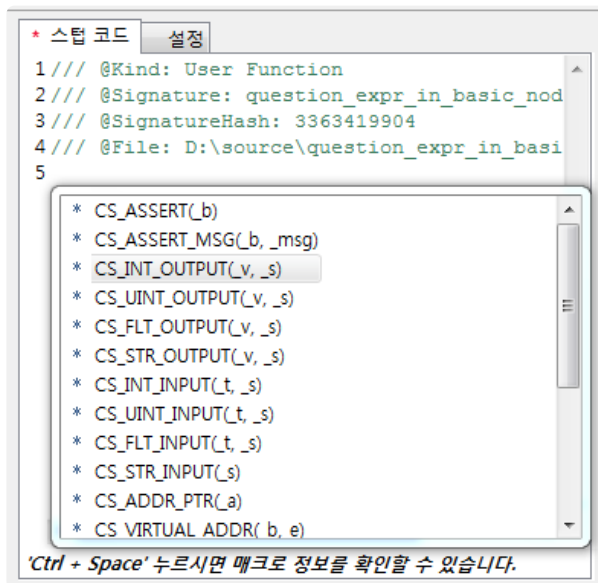 * 스텁 코드 설정
1/// @Kind: User Function
2/// @Signature: question_expr_in_basic_nod
3/// @SignatureHash: 3363419904
4/// @File: D:\source\question_expr_in_basi
5
* CS_ASSERT(_b)
* CS_ASSERT_MSG(_b, _msg)
* CS_INT_OUTPUT(_v, _s)
* CS_UINT_OUTPUT(_v, _s)
* CS_FLT_OUTPUT(_v, _s)
* CS_STR_OUTPUT(_v, _s)
* CS_INT_INPUT(_t, _s)
* CS_UINT_INPUT(_t, _s)
* CS_FLT_INPUT(_t, _s)
* CS_STR_INPUT(_s)
* CS_ADDR_PTR(_a)
* CS_VIRTUAL_ADDR(_b, _e)
'Ctrl + Space' 누르시면 매크로 정보를 확인할 수 있습니다.